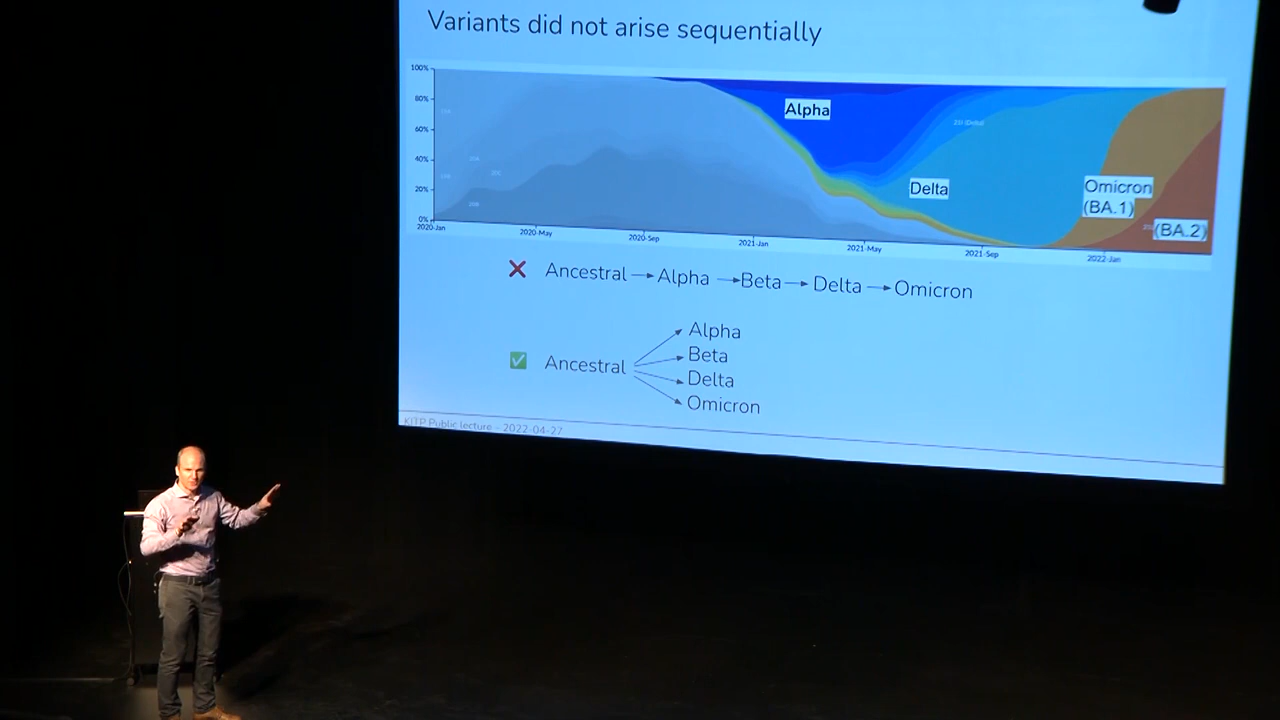 Variants did not arise sequentially
100%
80%
60%
40%
20%
0%
Alpha
21J (Delta)
Delta
Omicron
(BA.1)
(BA.2)
2020-Jan
2020-May
2020-Sep
2021-Jan
2021-May
2021-Sep
2022-Jan
❌ Ancestral → Alpha → Beta → Delta → Omicron
Alpha
Beta
✅ Ancestral
Delta
Omicron
KITP Public lecture - 2022-04-27